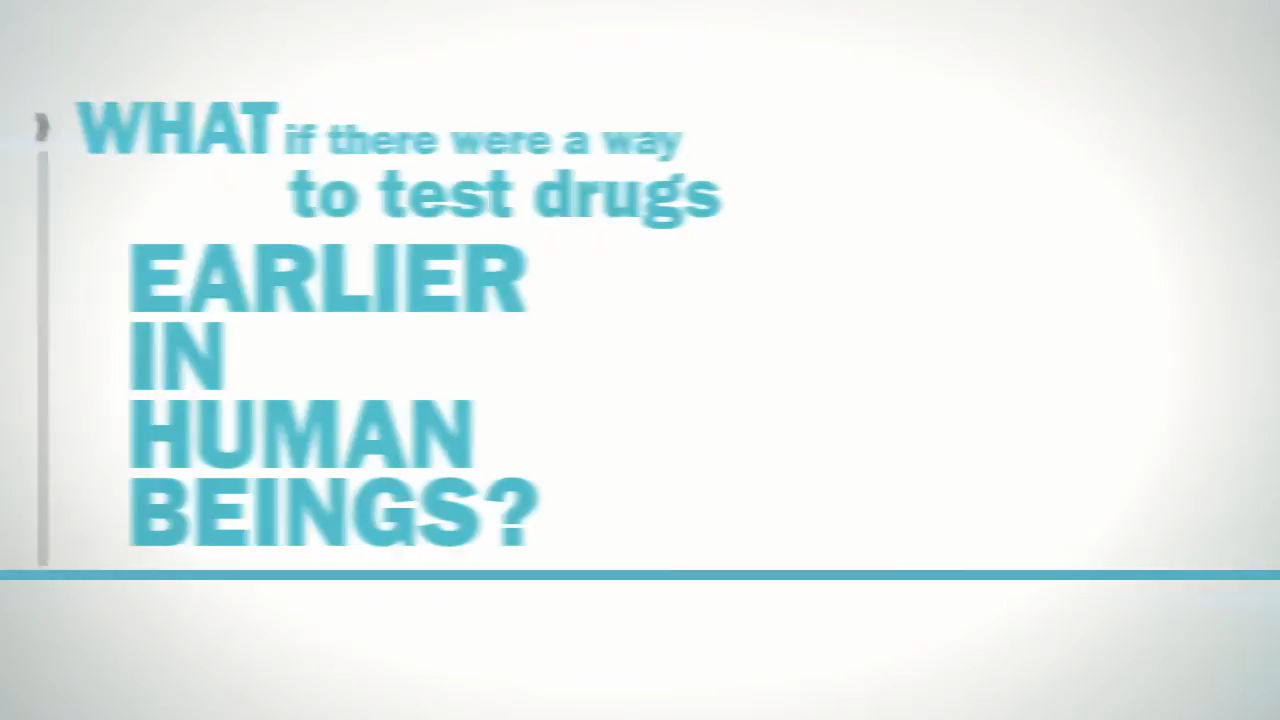 WHAT if there were a way
to test drugs
EARLIER
IN
HUMAN
BEINGS?